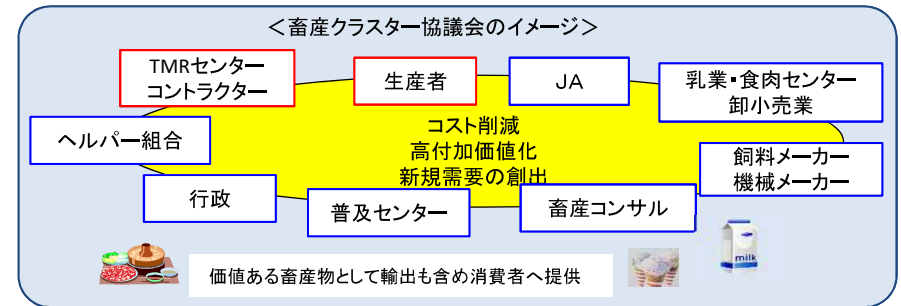 ＜畜産クラスター協議会のイメージ＞
TMRセンター
コントラクター
生産者
JA
乳業・食肉センター
卸小売業
ヘルパー組合
コスト削減
高付加価値化
新規需要の創出
飼料メーカー
機械メーカー
行政
普及センター
畜産コンサル
milk
価値ある畜産物として輸出も含め消費者へ提供